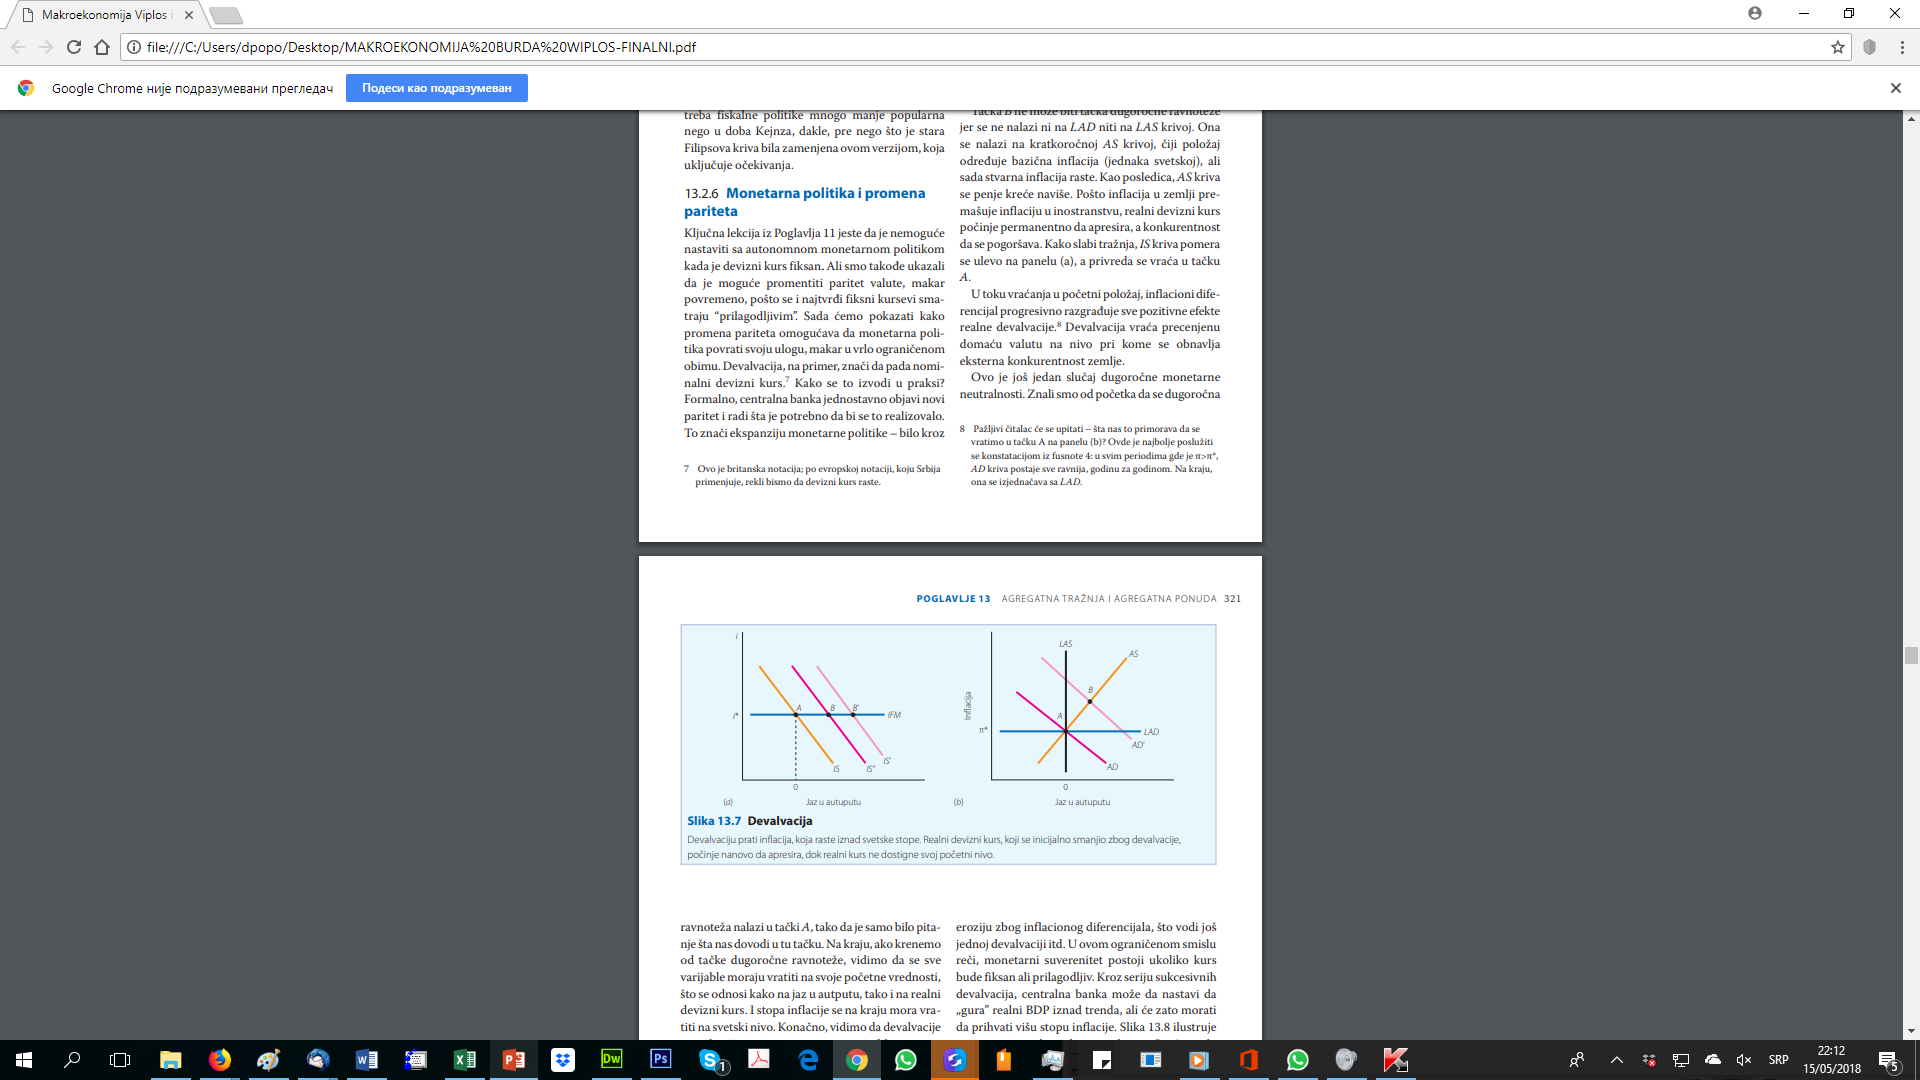 Makroekonomija Viplos i
file:///C:/Users/dpopo/Desktop/MAKROEKONOMIJA%20BURDA%20WIPLOS-FINALNI.pdf
Google Chrome није подразумевани прегледач
Подеси као подразумеван
treba fiskalne politike mnogo manje popularna
nego u doba Kejnza, dakle, pre nego što je stara
Filipsova kriva bila zamenjena ovom verzijom, koja
uključuje očekivanja.
13.2.6 Monetarna politika i promena
pariteta
Ključna lekcija iz Poglavlja 11 jeste da je nemoguće
nastaviti sa autonomnom monetarnom politikom
kada je devizni kurs fiksan. Ali smo takođe ukazali
da je moguće promentiti paritet valute, makar
povremeno, pošto se i najtvrđi fiksni kursevi sma-
traju “prilagodljivim”. Sada ćemo pokazati kako
promena pariteta omogućava da monetarna poli-
tika povrati svoju ulogu, makar u vrlo ograničenom
obimu. Devalvacija, na primer, znači da pada nomi-
nalni devizni kurs.7 Kako se to izvodi u praksi?
Formalno, centralna banka jednostavno objavi novi
paritet i radi šta je potrebno da bi se to realizovalo.
To znači ekspanziju monetarne politike – bilo kroz
7 Ovo je britanska notacija; po evropskoj notaciji, koju Srbija
primenjuje, rekli bismo da devizni kurs raste.
Tačka B ne može biti tačka dugoročne ravnoteže
jer se ne nalazi ni na LAD niti na LAS krivoj. Ona
se nalazi na kratkoročnoj AS krivoj, čiji položaj
određuje bazična inflacija (jednaka svetskoj), ali
sada stvarna inflacija raste. Kao posledica, AS kriva
se penje kreće naviše. Pošto inflacija u zemlji pre-
mašuje inflaciju u inostranstvu, realni devizni kurs
počinje permanentno da apresira, a konkurentnost
da se pogoršava. Kako slabi tražnja, IS kriva pomera
se ulevo na panelu (a), a privreda se vraća u tačku
A.
U toku vraćanja u početni položaj, inflacioni dife-
rencijal progresivno razgrađuje sve pozitivne efekte
realne devalvacije.8 Devalvacija vraća precenjenu
domaću valutu na nivo pri kome se obnavlja
eksterna konkurentnost zemlje.
Ovo je još jedan slučaj dugoročne monetarne
neutralnosti. Znali smo od početka da se dugoročna
8 Pažljivi čitalac će se upitati – šta nas to primorava da se
vratimo u tačku A na panelu (b)? Ovde je najbolje poslužiti
se konstatacijom iz fusnote 4: u svim periodima gde je π>π*,
AD kriva postaje sve ravnija, godinu za godinom. Na kraju,
ona se izjednačava sa LAD.
POGLAVLJE 13 AGREGATNA TRAŽNJA I AGREGATNA PONUDA 321
i
i*
A
B
B'
IFM
IS
IS"
IS'
0
(a)
Jaz u autuputu
Inflacija
π*
LAS
AS
B
A
LAD
AD'
AD
0
(b)
Jaz u autuputu
Slika 13.7 Devalvacija
Devalvaciju prati inflacija, koja raste iznad svetske stope. Realni devizni kurs, koji se inicijalno smanjio zbog devalvacije,
počinje nanovo da apresira, dok realni kurs ne dostigne svoj početni nivo.
ravnoteža nalazi u tački A, tako da je samo bilo pita-
nje šta nas dovodi u tu tačku. Na kraju, ako krenemo
od tačke dugoročne ravnoteže, vidimo da se sve
varijable moraju vratiti na svoje početne vrednosti,
što se odnosi kako na jaz u autputu, tako i na realni
devizni kurs. I stopa inflacije se na kraju mora vra-
titi na svetski nivo. Konačno, vidimo da devalvacije
eroziju zbog inflacionog diferencijala, što vodi još
jednoj devalvaciji itd. U ovom ograničenom smislu
reči, monetarni suverenitet postoji ukoliko kurs
bude fiksan ali prilagodljiv. Kroz seriju sukcesivnih
devalvacija, centralna banka može da nastavi da
„gura” realni BDP iznad trenda, ali će zato morati
da prihvati višu stopu inflacije. Slika 13.8 ilustruje
SRP
22:12
15/05/2018
5